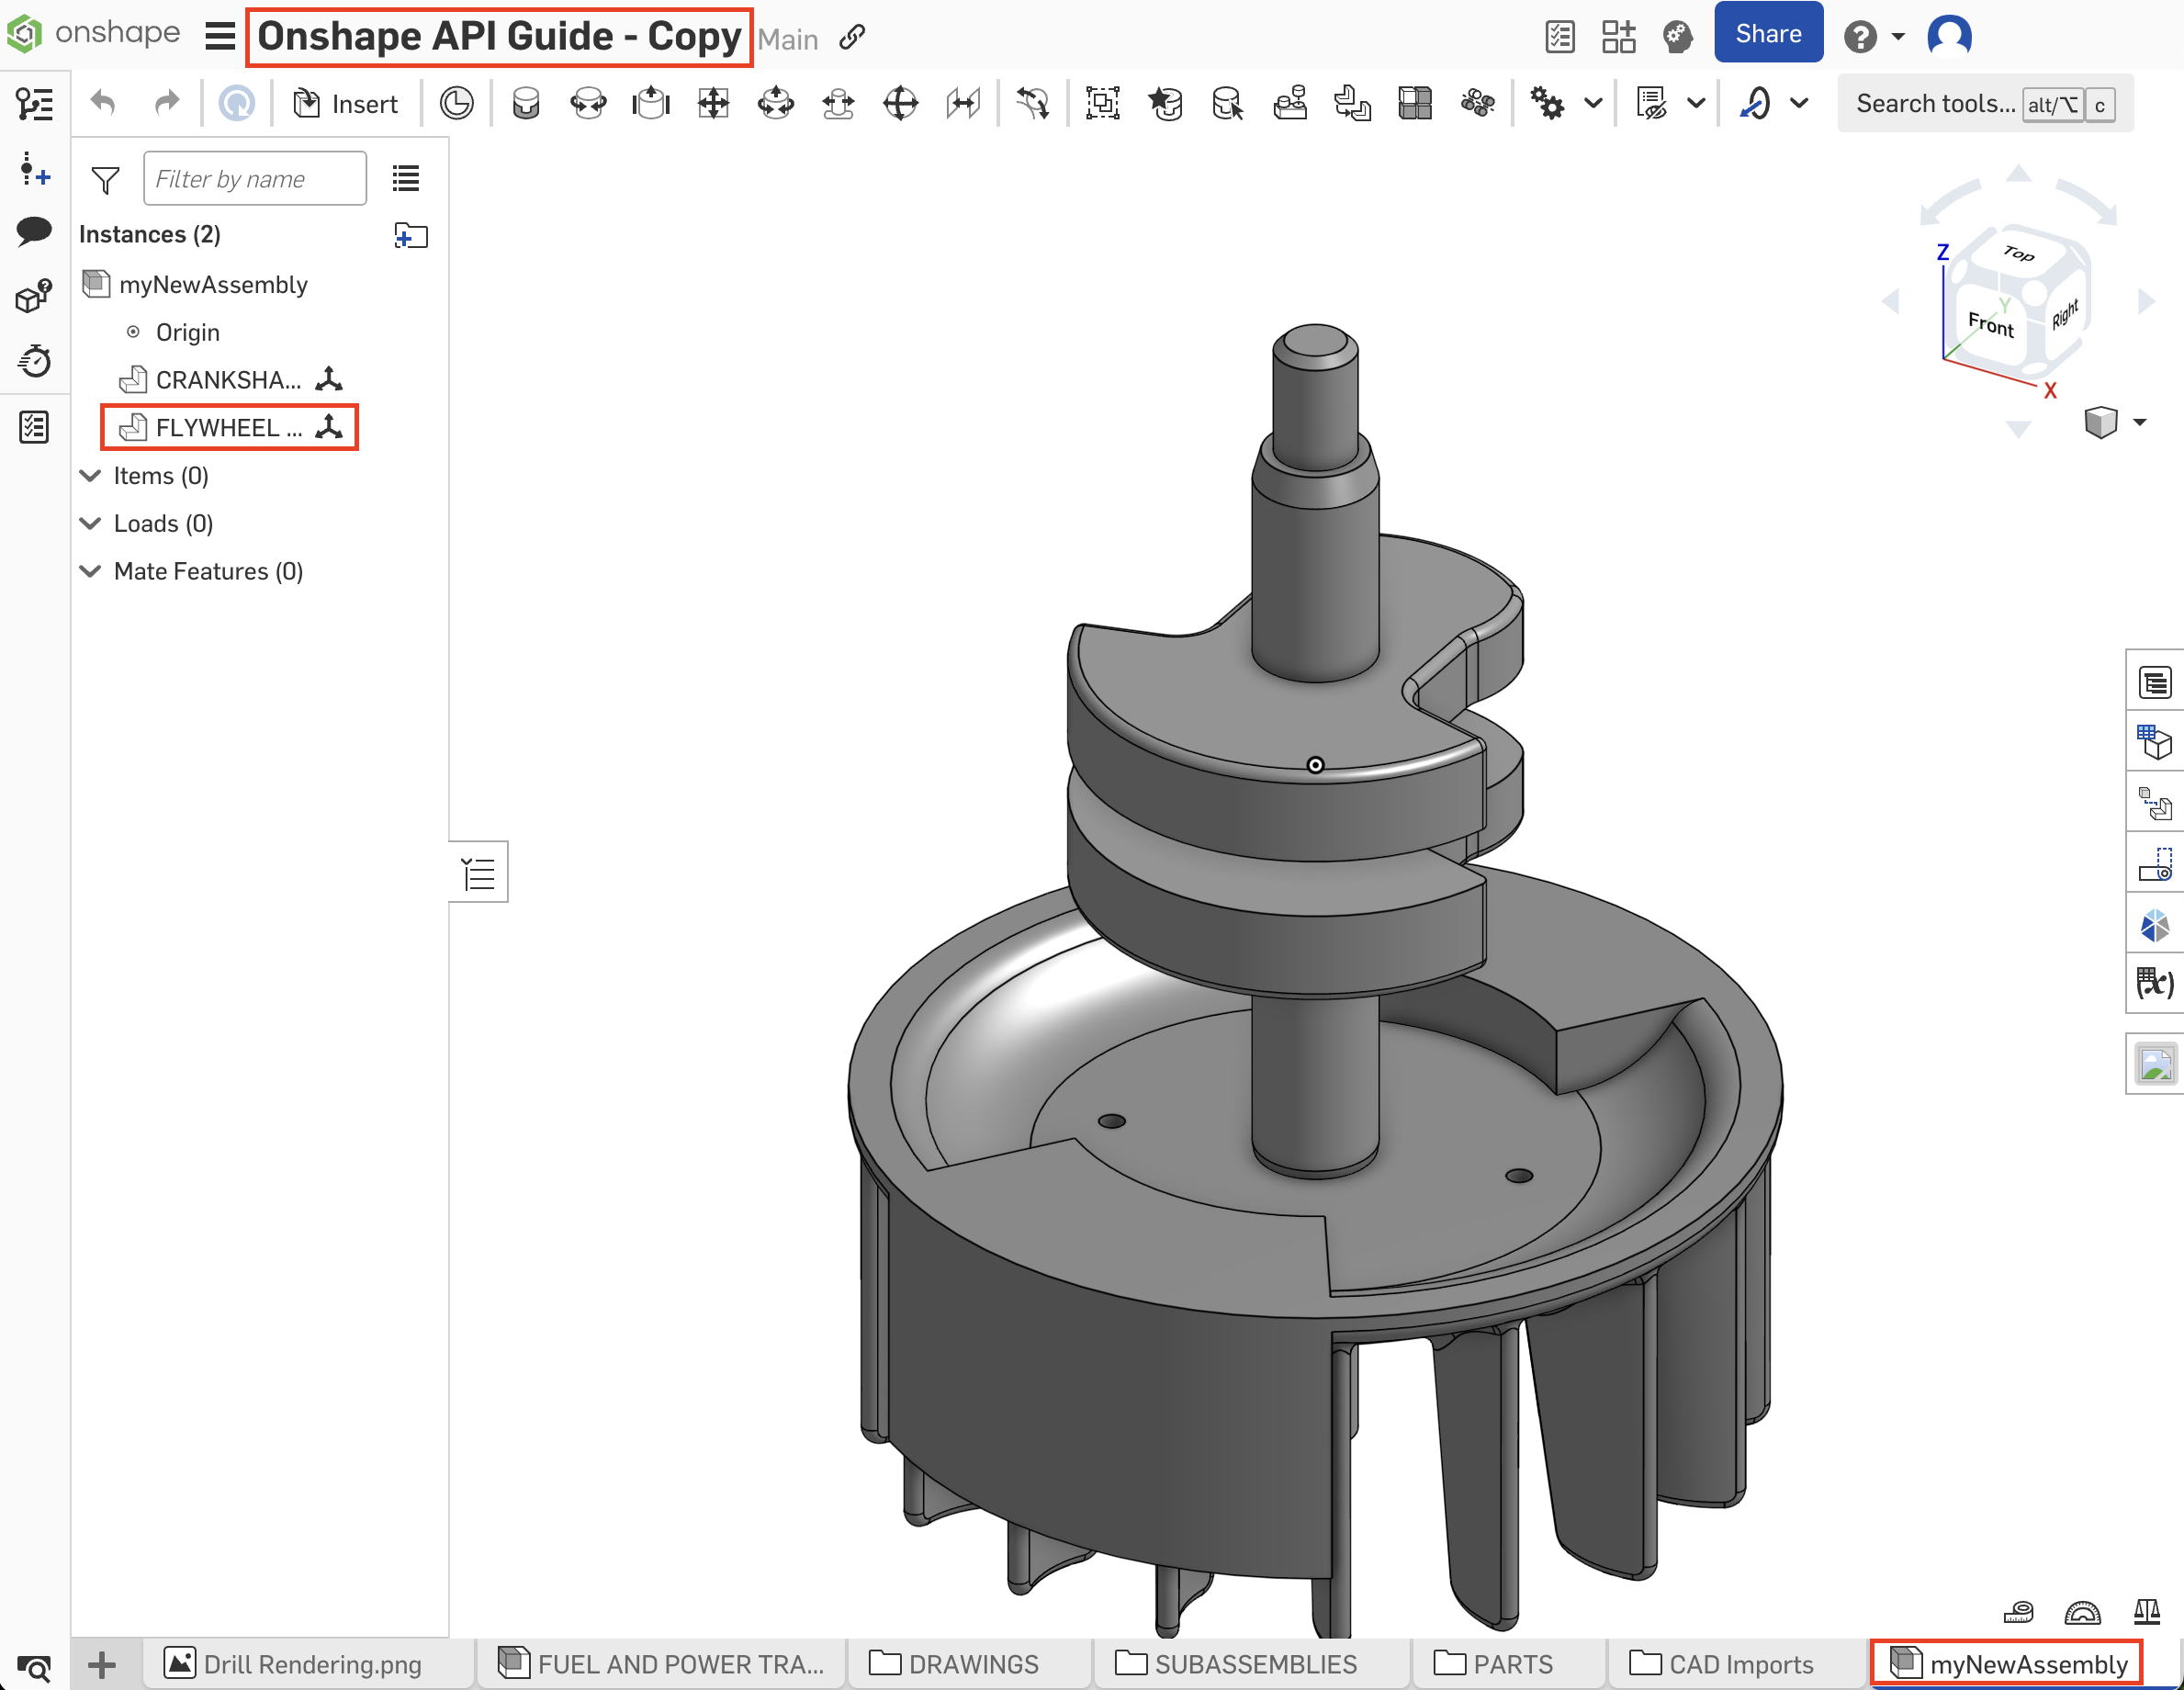 onshape Onshape API Guide - Copy Main Share ?
Insert Search tools... alt/⌥ c
Filter by name
Instances (2)
myNewAssembly
Origin
CRANKSHA...
FLYWHEEL ...
Items (0)
Loads (0)
Mate Features (0)
Z
Top
Y
Front
Right
X
(x)
Drill Rendering.png FUEL AND POWER TRA... DRAWINGS SUBASSEMBLIES PARTS CAD Imports myNewAssembly